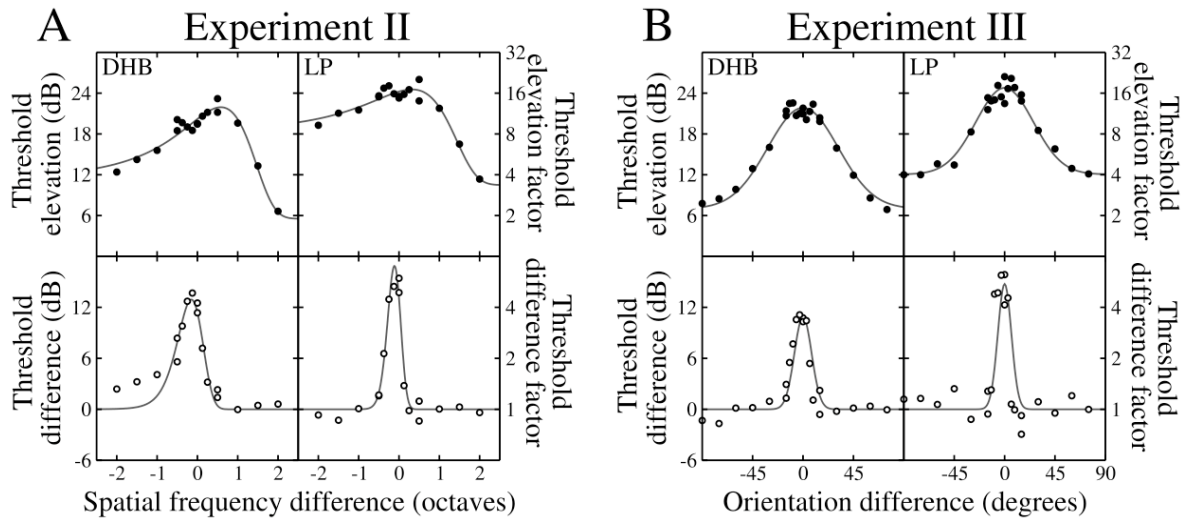 A Experiment II
DHB LP
Threshold
elevation (dB)
24
18
12
6
32
16
8
4
2
Threshold
elevation factor
Threshold
difference (dB)
12
6
0
-6
4
2
1
Threshold
difference factor
-2 -1 0 1 2 -2 -1 0 1 2
Spatial frequency difference (octaves)
B Experiment III
DHB LP
Threshold
elevation (dB)
24
18
12
6
32
16
8
4
2
Threshold
elevation factor
Threshold
difference (dB)
12
6
0
-6
4
2
1
Threshold
difference factor
-45 0 45 -45 0 45 90
Orientation difference (degrees)